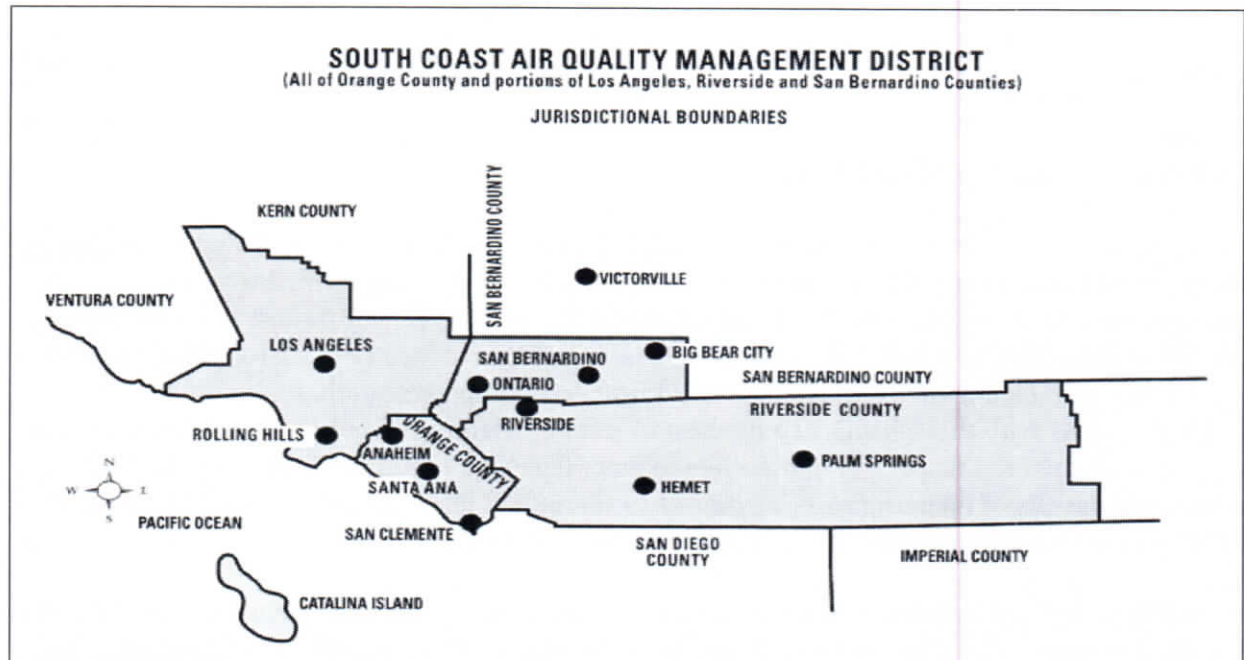 SOUTH COAST AIR QUALITY MANAGEMENT DISTRICT
(All of Orange County and portions of Los Angeles, Riverside and San Bernardino Counties)
JURISDICTIONAL BOUNDARIES
KERN COUNTY
SAN BERNARDINO COUNTY
VICTORVILLE
VENTURA COUNTY
LOS ANGELES
SAN BERNARDINO
BIG BEAR CITY
ONTARIO
SAN BERNARDINO COUNTY
RIVERSIDE COUNTY
RIVERSIDE
ROLLING HILLS
ANAHEIM
ORANGE COUNTY
PALM SPRINGS
SANTA ANA
HEMET
N
W E
S
PACIFIC OCEAN
SAN CLEMENTE
SAN DIEGO
COUNTY
IMPERIAL COUNTY
CATALINA ISLAND